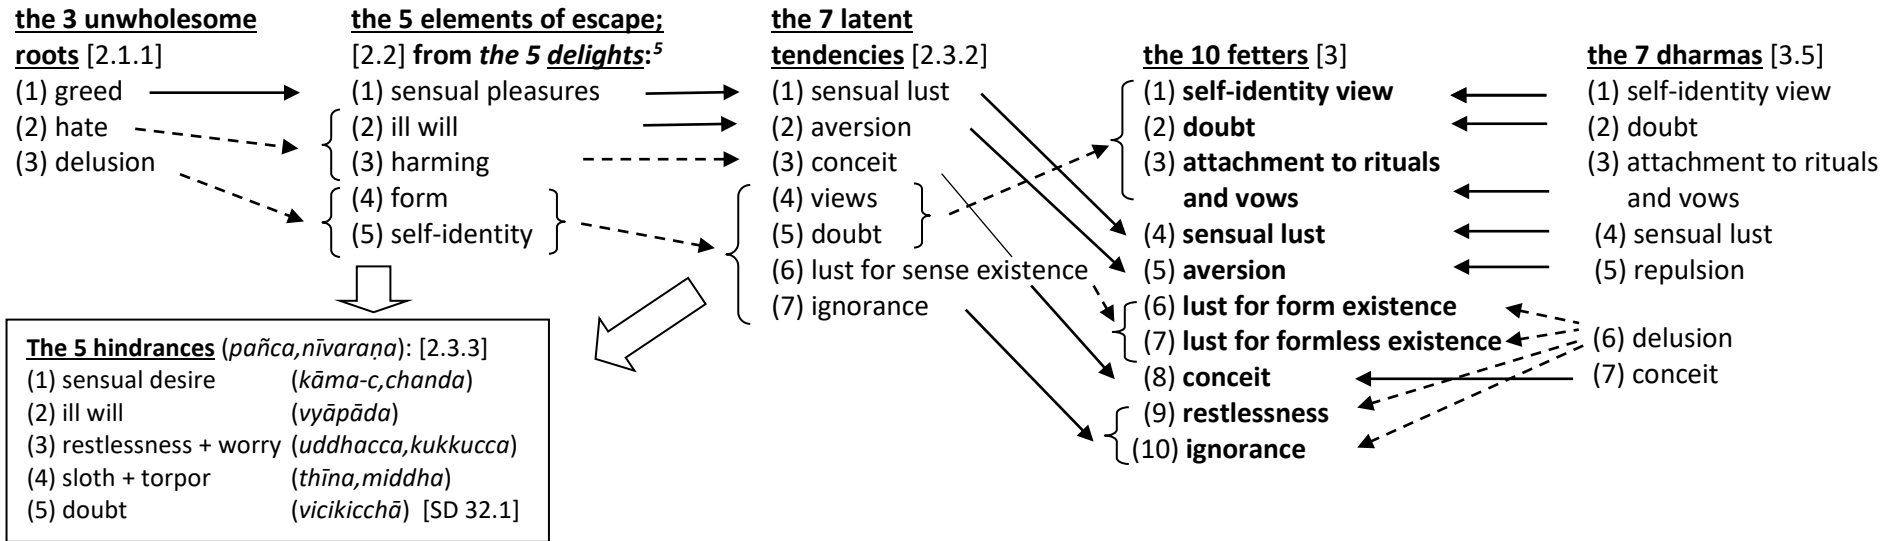 the 3 unwholesome
roots [2.1.1]
(1) greed
(2) hate
(3) delusion
the 5 elements of escape;
[2.2] from the 5 delights:5
(1) sensual pleasures
(2) ill will
(3) harming
(4) form
(5) self-identity
the 7 latent
tendencies [2.3.2]
(1) sensual lust
(2) aversion
(3) conceit
(4) views
(5) doubt
(6) lust for sense existence
(7) ignorance
the 10 fetters [3]
(1) self-identity view
(2) doubt
(3) attachment to rituals
and vows
(4) sensual lust
(5) aversion
(6) lust for form existence
(7) lust for formless existence
(8) conceit
(9) restlessness
(10) ignorance
the 7 dharmas [3.5]
(1) self-identity view
(2) doubt
(3) attachment to rituals
and vows
(4) sensual lust
(5) repulsion
(6) delusion
(7) conceit
The 5 hindrances (pañca,nīvaraṇa): [2.3.3]
(1) sensual desire (kāma-c,chanda)
(2) ill will (vyāpāda)
(3) restlessness + worry (uddhacca,kukkucca)
(4) sloth + torpor (thīna,middha)
(5) doubt (vicikicchā) [SD 32.1]